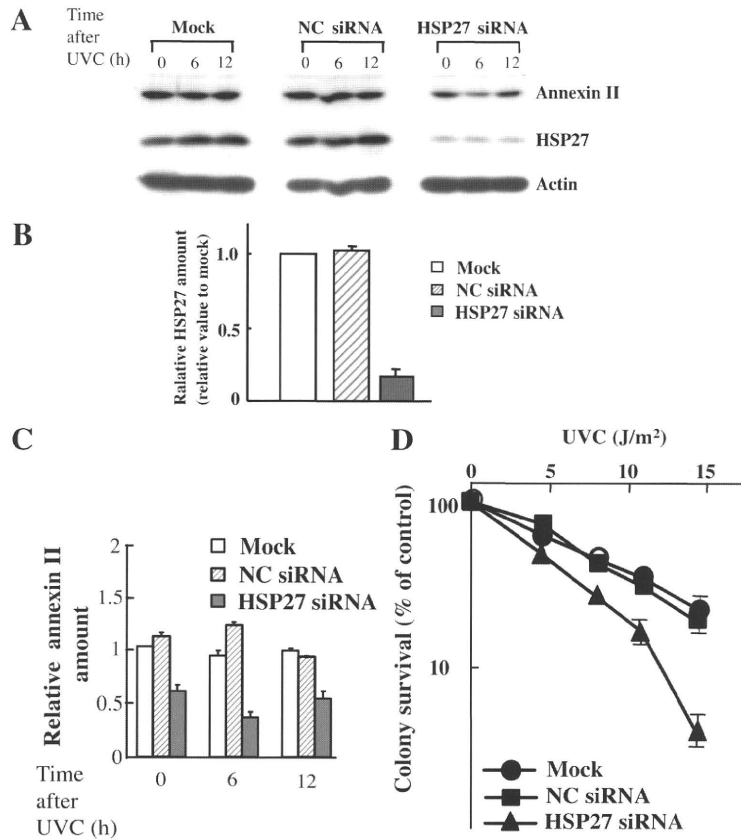 A
Time
after
UVC (h)
Mock
NC siRNA
HSP27 siRNA
0 6 12
0 6 12
0 6 12
Annexin II
HSP27
Actin
B
Ralative HSP27 amount
(relative value to mock)
1.0
0.5
0
Mock
NC siRNA
HSP27 siRNA
C
Relative annexin II
amount
2
1.5
1
0.5
0
Mock
NC siRNA
HSP27 siRNA
Time
after
UVC (h)
0 6 12
D
UVC (J/m²)
0 5 10 15
Colony survival (% of control)
100
10
Mock
NC siRNA
HSP27 siRNA